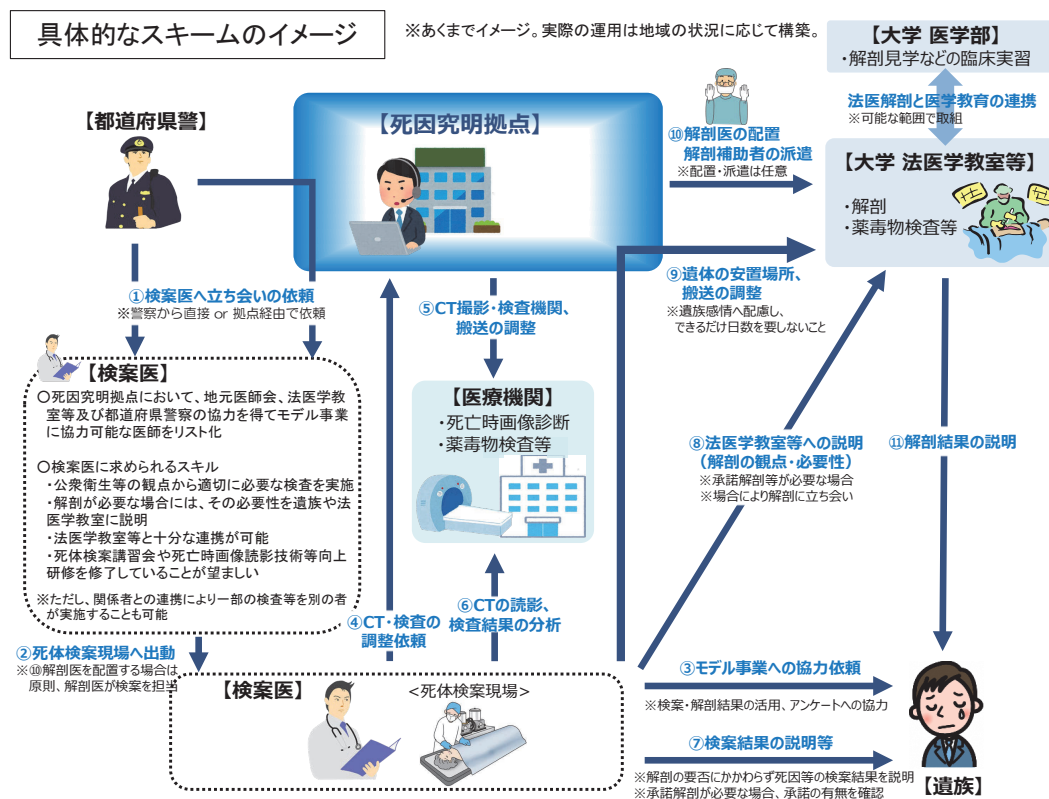 具体的なスキームのイメージ
※あくまでイメージ。実際の運用は地域の状況に応じて構築。
【大学 医学部】
・解剖見学などの臨床実習
法医解剖と医学教育の連携
※可能な範囲で取組
【都道府県警】
【死因究明拠点】
⑩解剖医の配置
解剖補助者の派遣
※配置・派遣は任意
【大学 法医学教室等】
・解剖
・薬毒物検査等
①検案医へ立ち会いの依頼
※警察から直接 or 拠点経由で依頼
⑤CT撮影・検査機関、
搬送の調整
⑨遺体の安置場所、
搬送の調整
※遺族感情へ配慮し、
できるだけ日数を要しないこと
【検案医】
○死因究明拠点において、地元医師会、法医学教
室等及び都道府県警察の協力を得てモデル事業
に協力可能な医師をリスト化
○検案医に求められるスキル
・公衆衛生等の観点から適切に必要な検査を実施
・解剖が必要な場合には、その必要性を遺族や法
医学教室に説明
・法医学教室等と十分な連携が可能
・死体検案講習会や死亡時画像読影技術等向上
研修を修了していることが望ましい
※ただし、関係者との連携により一部の検査等を別の者
が実施することも可能
【医療機関】
・死亡時画像診断
・薬毒物検査等
⑧法医学教室等への説明
（解剖の観点・必要性）
※承諾解剖等が必要な場合
※場合により解剖に立ち会い
⑪解剖結果の説明
④CT・検査の
調整依頼
⑥CTの読影、
検査結果の分析
②死体検案現場へ出動
※⑩解剖医を配置する場合は
原則、解剖医が検案を担当
【検案医】
<死体検案現場>
③モデル事業への協力依頼
※検案・解剖結果の活用、アンケートへの協力
⑦検案結果の説明等
※解剖の要否にかかわらず死因等の検案結果を説明
※承諾解剖が必要な場合、承諾の有無を確認
【遺族】